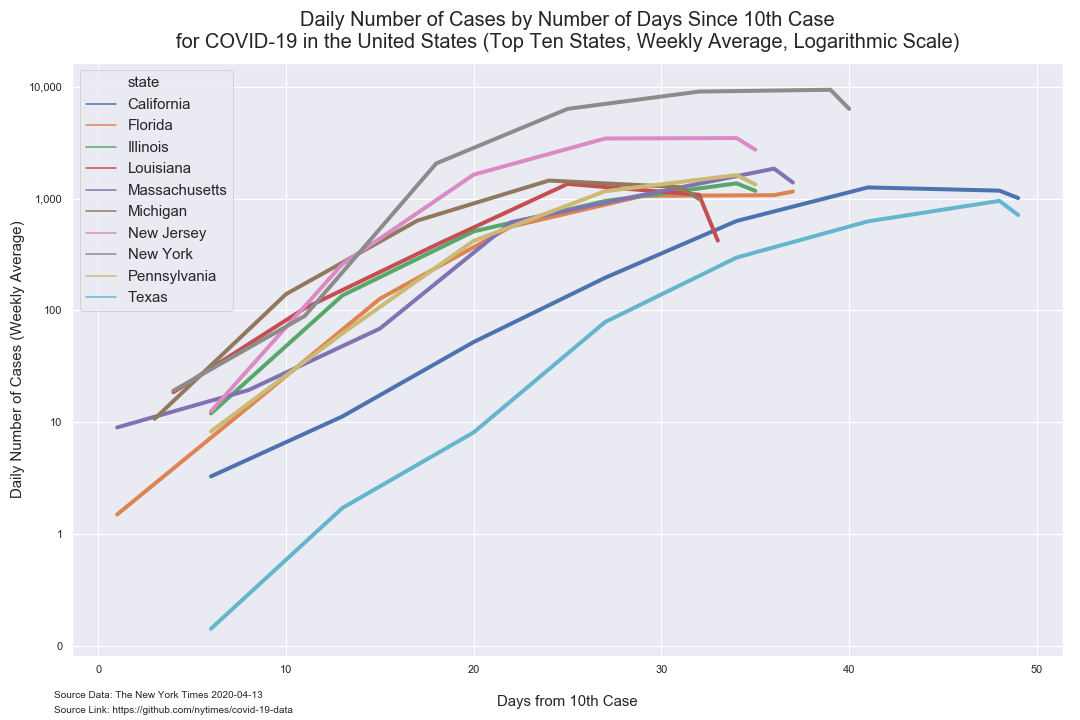 Daily Number of Cases by Number of Days Since 10th Case
for COVID-19 in the United States (Top Ten States, Weekly Average, Logarithmic Scale)
state
California
Florida
Illinois
Louisiana
Massachusetts
Michigan
New Jersey
New York
Pennsylvania
Texas
Daily Number of Cases (Weekly Average)
10,000
1,000
100
10
1
0
0 10 20 30 40 50
Days from 10th Case
Source Data: The New York Times 2020-04-13
Source Link: https://github.com/nytimes/covid-19-data